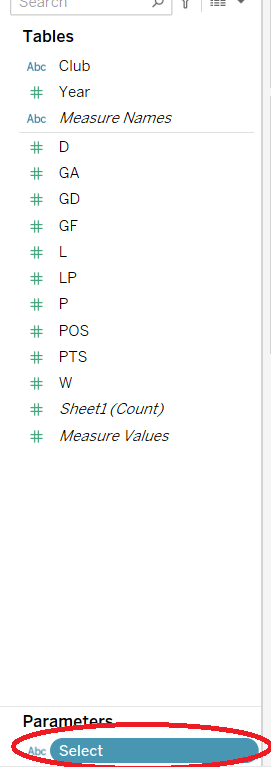 Search
Tables
Abc Club
# Year
Abc Measure Names
# D
# GA
# GD
# GF
# L
# LP
# P
# POS
# PTS
# W
# Sheet1 (Count)
# Measure Values
Parameters
Abc Select